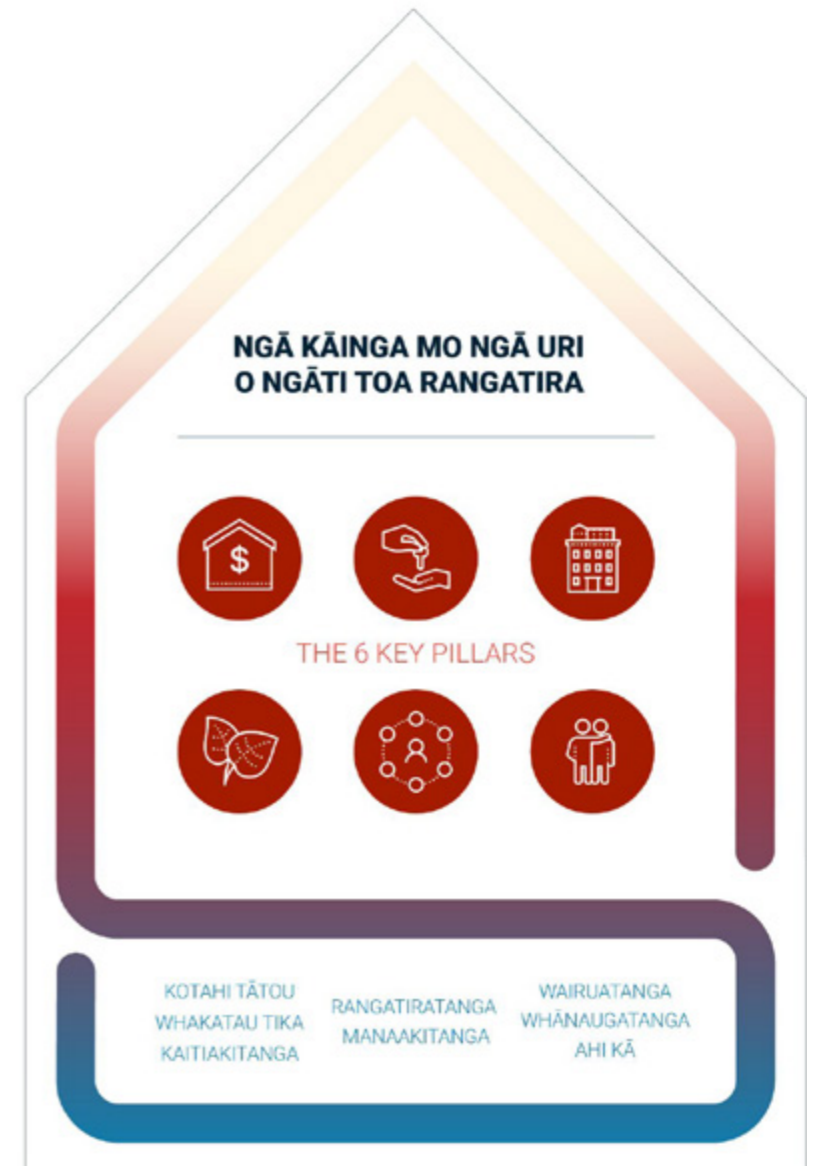 NGĀ KĀINGA MO NGĀ URI
O NGĀTI TOA RANGATIRA
$
THE 6 KEY PILLARS
KOTAHI TĀTOU
WHAKATAU TIKA
KAITIAKITANGA
RANGATIRATANGA
MANAAKITANGA
WAIRUATANGA
WHĀNAUGATANGA
AHI KĀ